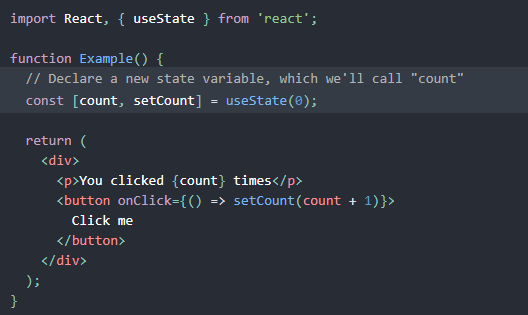 import React, { useState } from 'react';

function Example() {
  // Declare a new state variable, which we'll call "count"
  const [count, setCount] = useState(0);

  return (
    <div>
      <p>You clicked {count} times</p>
      <button onClick={() => setCount(count + 1)}>
        Click me
      </button>
    </div>
  );
}